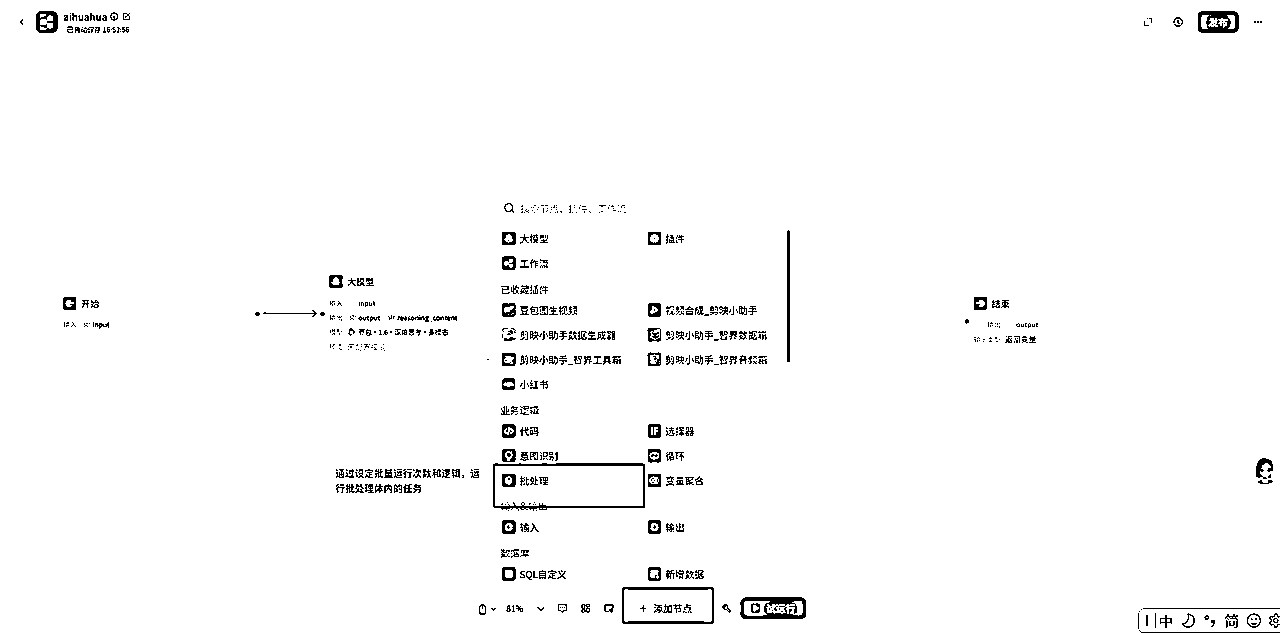 zihuahua
已自动保存 16:52:56
发布
搜索节点、插件、工作流
大模型
插件
工作流
已收藏插件
豆包图生视频
视频合成_剪映小助手
剪映小助手数据生成器
剪映小助手_智界数据箱
剪映小助手_智界工具箱
剪映小助手_智界音频箱
小红书
业务逻辑
代码
IF 选择器
意图识别
循环
批处理
变量聚合
输入&输出
输入
输出
数据库
SQL自定义
新增数据
开始
输入 str. input
大模型
输入 input
输出 str. output str. reasoning_content
模型 豆包·1.6·深度思考·多模态
技能
通过设定批量运行次数和逻辑，运
行批处理体内的任务
结束
输出 output
返回变量
81%
+ 添加节点
试运行
中 简